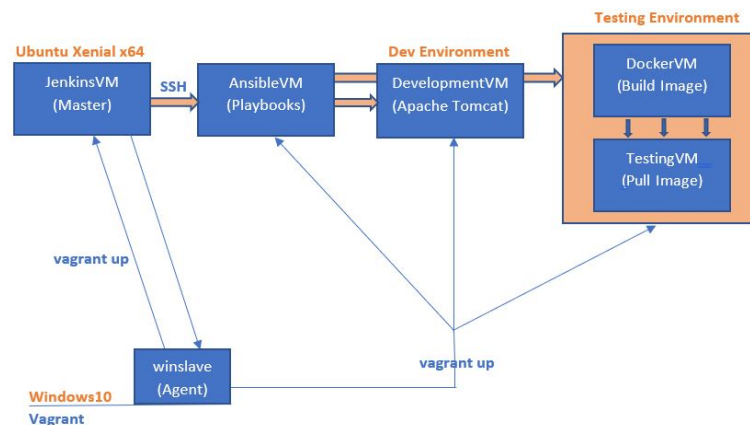 Testing Environment
Ubuntu Xenial x64
Dev Environment
JenkinsVM
(Master)
SSH
AnsibleVM
(Playbooks)
DevelopmentVM
(Apache Tomcat)
DockerVM
(Build Image)
TestingVM
(Pull Image)
vagrant up
vagrant up
winslave
(Agent)
Windows10
Vagrant